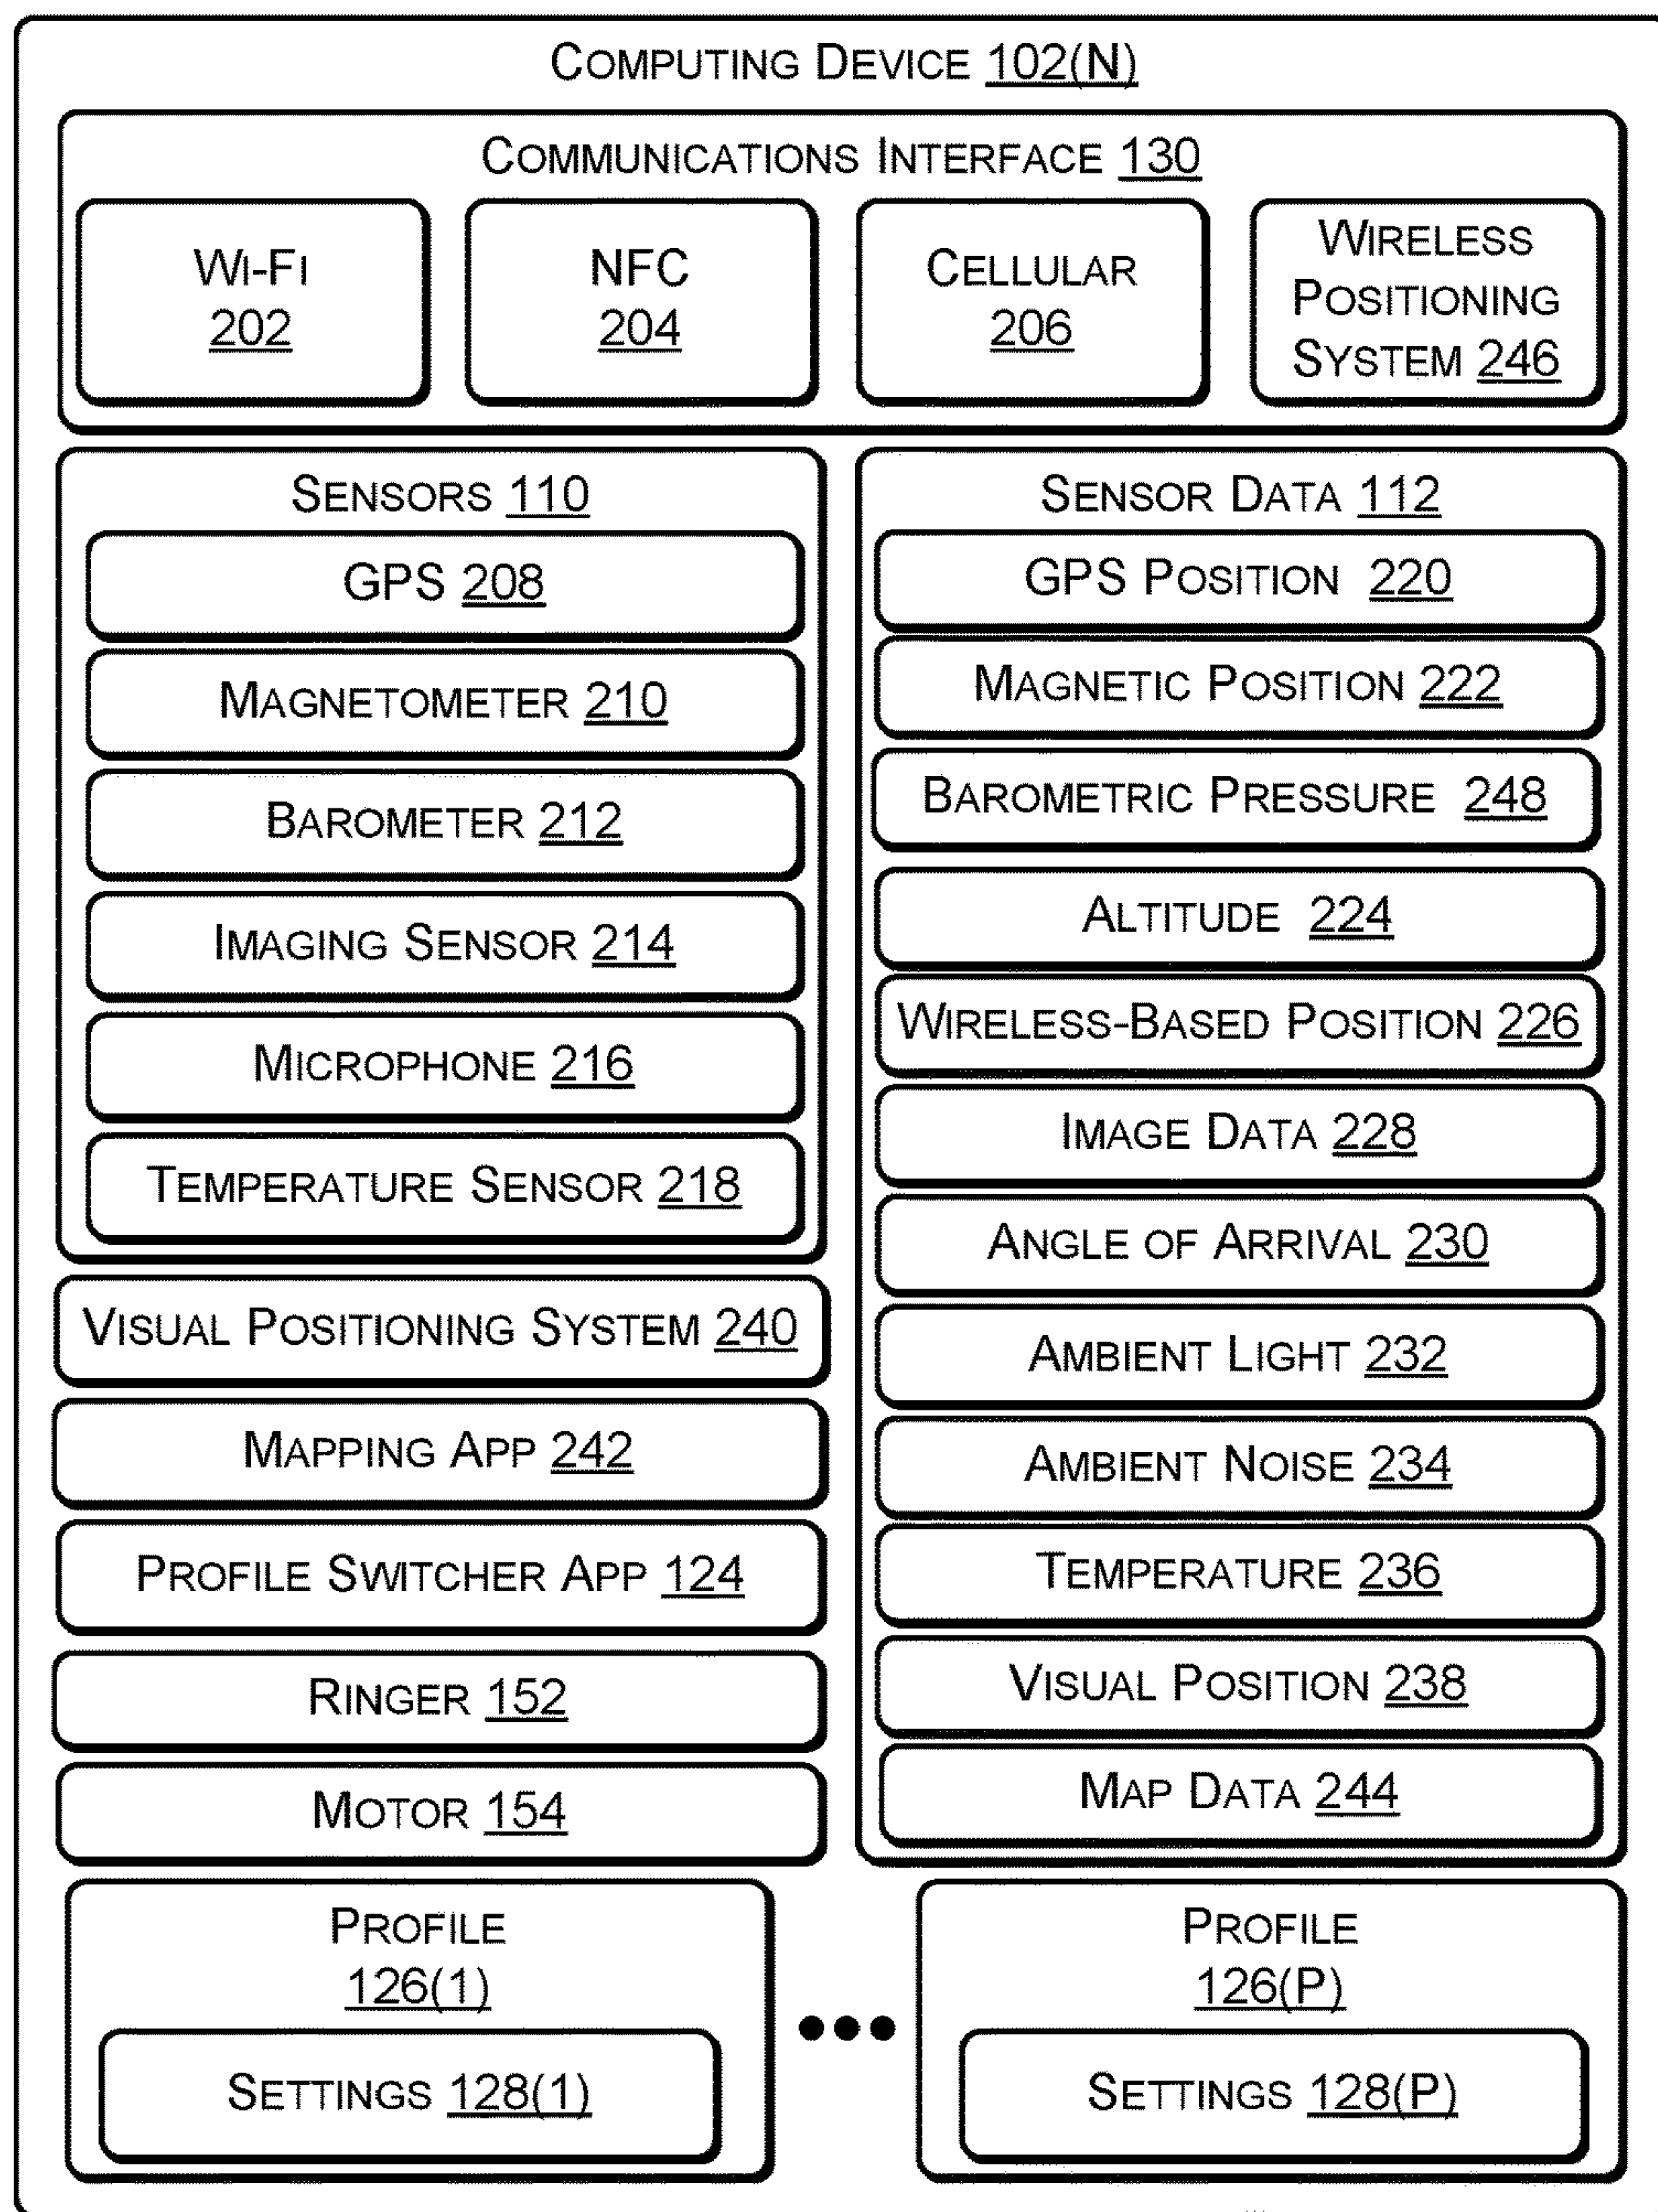 COMPUTING DEVICE 102(N)
COMMUNICATIONS INTERFACE 130
WI-FI
202
NFC
204
CELLULAR
206
WIRELESS
POSITIONING
SYSTEM 246
SENSORS 110
GPS 208
MAGNETOMETER 210
BAROMETER 212
IMAGING SENSOR 214
MICROPHONE 216
TEMPERATURE SENSOR 218
VISUAL POSITIONING SYSTEM 240
MAPPING APP 242
PROFILE SWITCHER APP 124
RINGER 152
MOTOR 154
SENSOR DATA 112
GPS POSITION 220
MAGNETIC POSITION 222
BAROMETRIC PRESSURE 248
ALTITUDE 224
WIRELESS-BASED POSITION 226
IMAGE DATA 228
ANGLE OF ARRIVAL 230
AMBIENT LIGHT 232
AMBIENT NOISE 234
TEMPERATURE 236
VISUAL POSITION 238
MAP DATA 244
PROFILE
126(1)
SETTINGS 128(1)
PROFILE
126(P)
SETTINGS 128(P)